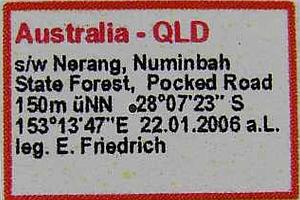 Australia - QLD
s/w Nerang, Numinbah
State Forest, Pocked Road
150m üNN 28°07'23" S
153°13'47"E 22.01.2006 a.L.
leg. E. Friedrich